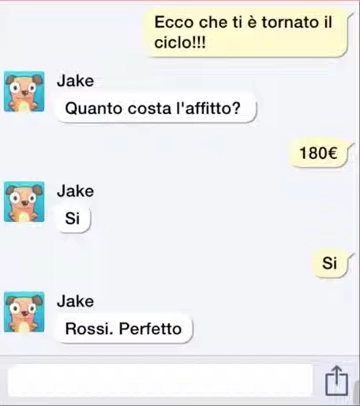 Ecco che ti è tornato il
ciclo!!!
Jake
Quanto costa l'affitto?
180€
Jake
Si
Si
Jake
Rossi. Perfetto